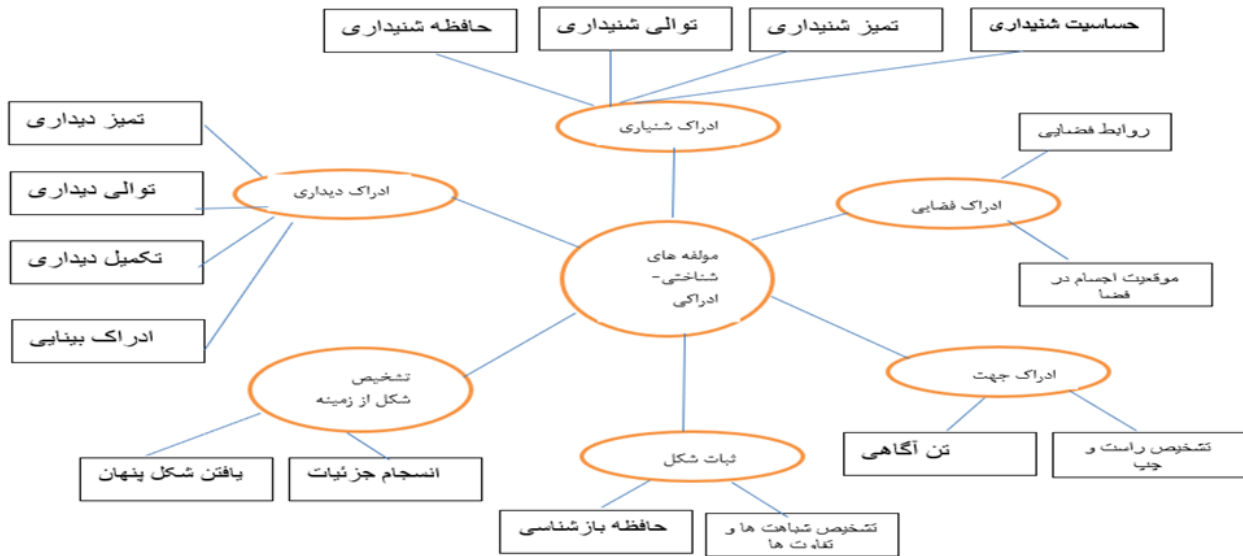 حافظه شنیداری
توالی شنیداری
تمیز شنیداری
حساسیت شنیداری
ادراک شنیاری
تمیز دیداری
توالی دیداری
تکمیل دیداری
ادراک بینایی
ادراک دیداری
روابط فضایی
ادراک فضایی
موقعیت اجسام در
فضا
مولفه های
شناختی-
ادراکی
تشخیص
شکل از زمینه
یافتن شکل پنهان
انسجام جزئیات
ثبات شکل
حافظه بازشناسی
تشخیص شباهت ها و
تفاوت ها
ادراک جهت
تن آگاهی
تشخیص راست و
چپ